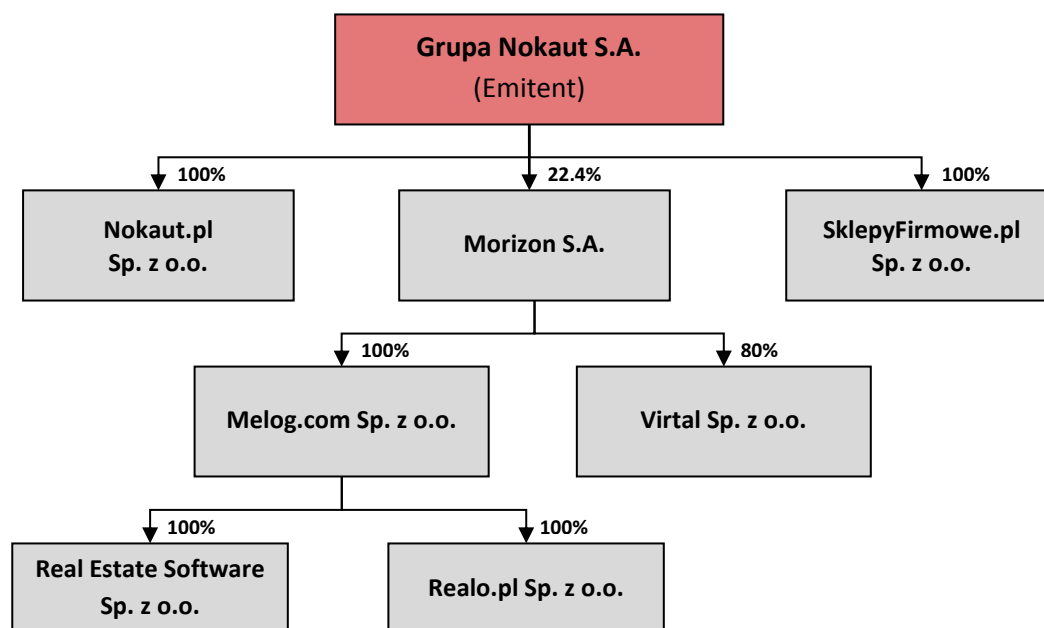 Grupa Nokaut S.A.
(Emitent)
100%
22.4%
100%
Nokaut.pl
Sp. z o.o.
Morizon S.A.
SklepyFirmowe.pl
Sp. z o.o.
100%
80%
Melog.com Sp. z o.o.
Virtal Sp. z o.o.
100%
100%
Real Estate Software
Sp. z o.o.
Realo.pl Sp. z o.o.